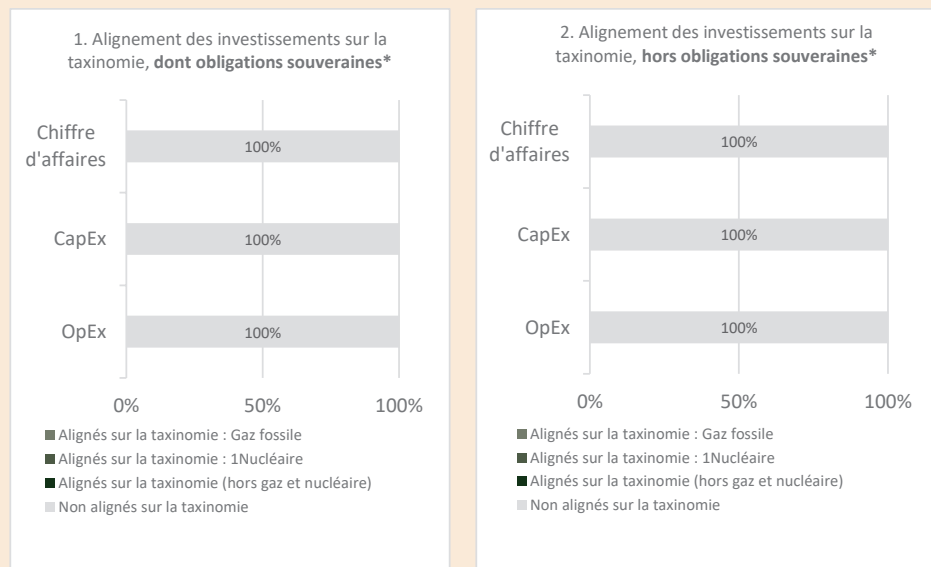 1. Alignement des investissements sur la
taxinomie, dont obligations souveraines*
Chiffre
d'affaires
100%
CapEx
100%
OpEx
100%
0%
50%
100%
Alignés sur la taxinomie : Gaz fossile
Alignés sur la taxinomie : 1Nucléaire
Alignés sur la taxinomie (hors gaz et nucléaire)
Non alignés sur la taxinomie
2. Alignement des investissements sur la
taxinomie, hors obligations souveraines*
Chiffre
d'affaires
100%
CapEx
100%
OpEx
100%
0%
50%
100%
Alignés sur la taxinomie : Gaz fossile
Alignés sur la taxinomie : 1Nucléaire
Alignés sur la taxinomie (hors gaz et nucléaire)
Non alignés sur la taxinomie